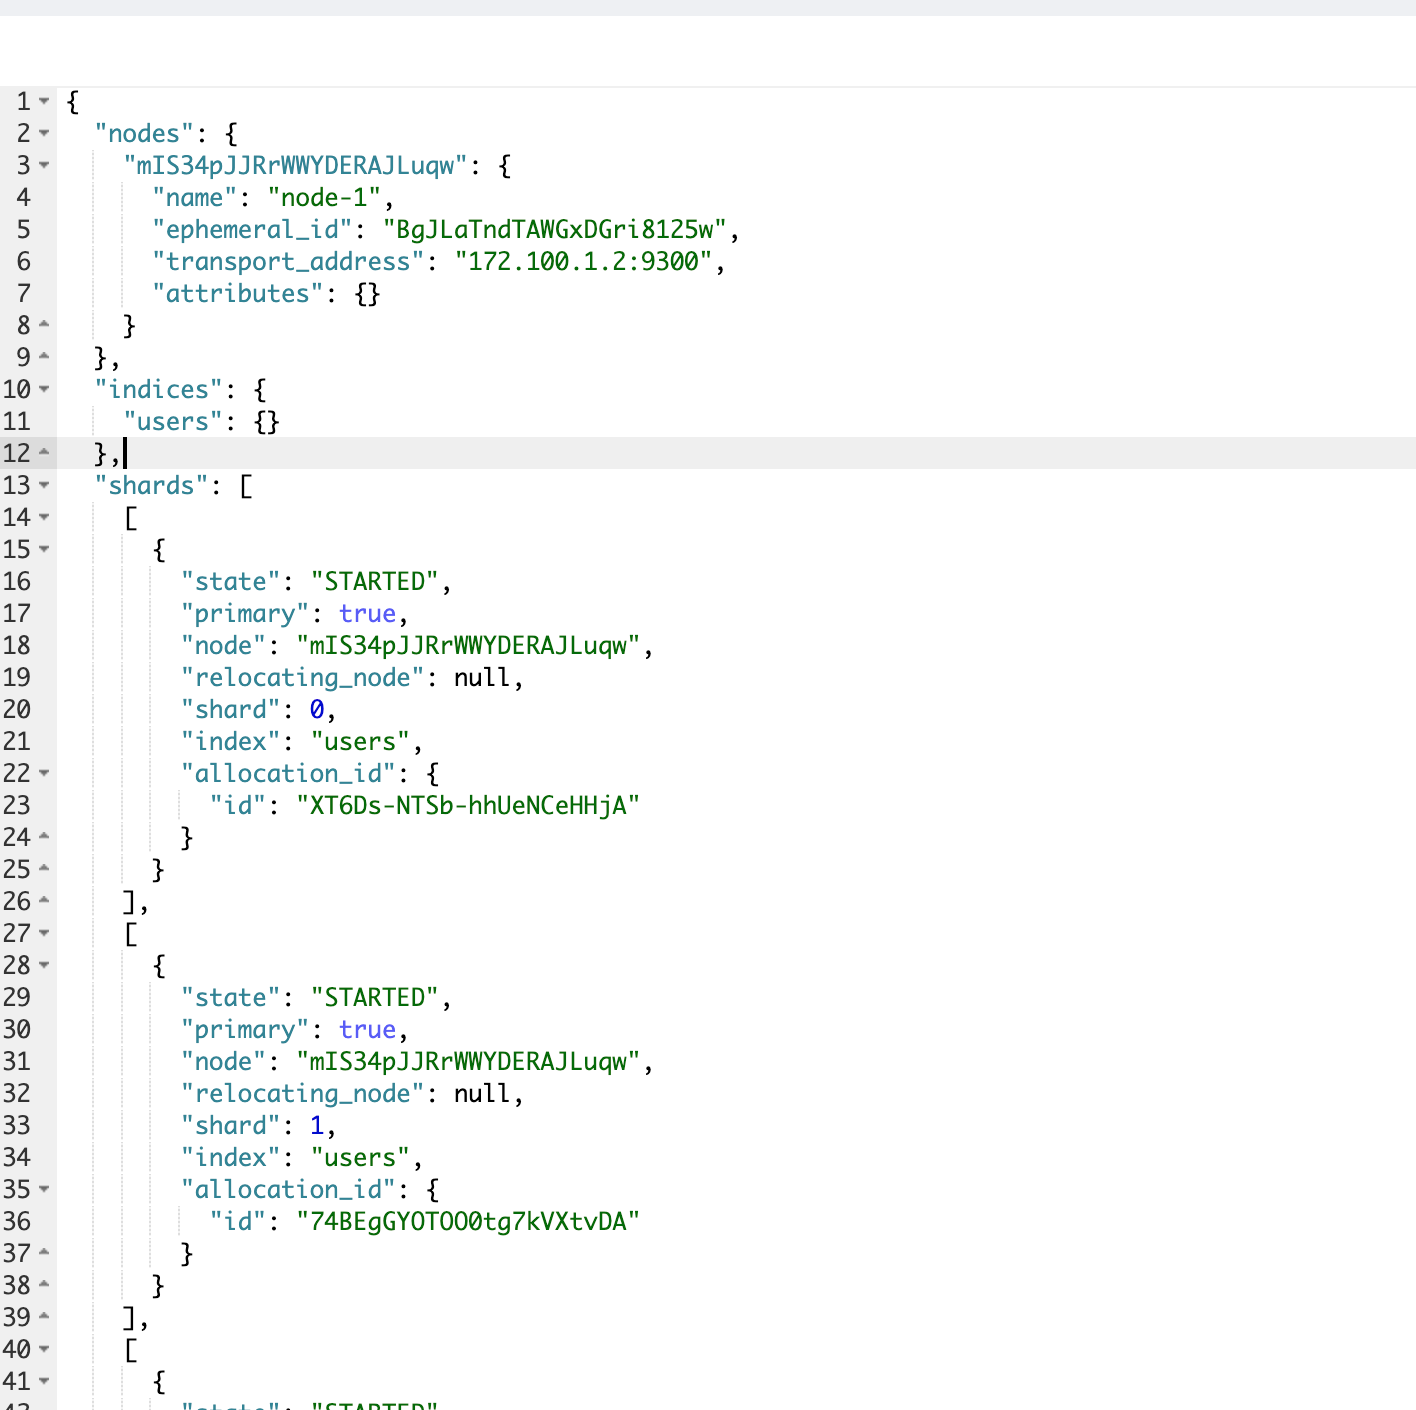 1 {
2 "nodes": {
3 "mIS34pJJRrWWYDERAJLuqw": {
4 "name": "node-1",
5 "ephemeral_id": "BgJLaTndTAWGxDGri8125w",
6 "transport_address": "172.100.1.2:9300",
7 "attributes": {}
8 }
9 },
10 "indices": {
11 "users": {}
12 },
13 "shards": [
14 [
15 {
16 "state": "STARTED",
17 "primary": true,
18 "node": "mIS34pJJRrWWYDERAJLuqw",
19 "relocating_node": null,
20 "shard": 0,
21 "index": "users",
22 "allocation_id": {
23 "id": "XT6Ds-NTSb-hhUeNCeHHjA"
24 }
25 }
26 ],
27 [
28 {
29 "state": "STARTED",
30 "primary": true,
31 "node": "mIS34pJJRrWWYDERAJLuqw",
32 "relocating_node": null,
33 "shard": 1,
34 "index": "users",
35 "allocation_id": {
36 "id": "74BEgGYOTOO0tg7kVXtvDA"
37 }
38 }
39 ],
40 [
41 {
42 "state": "STARTED"